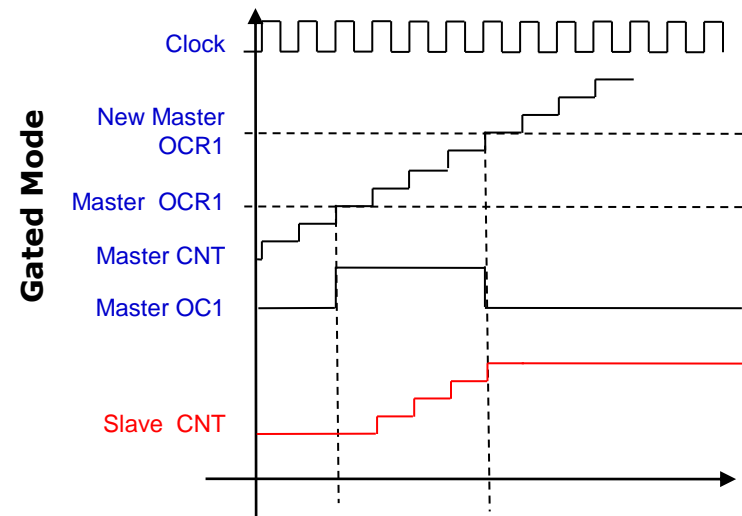 Gated Mode
Clock
New Master
OCR1
Master OCR1
Master CNT
Master OC1
Slave CNT